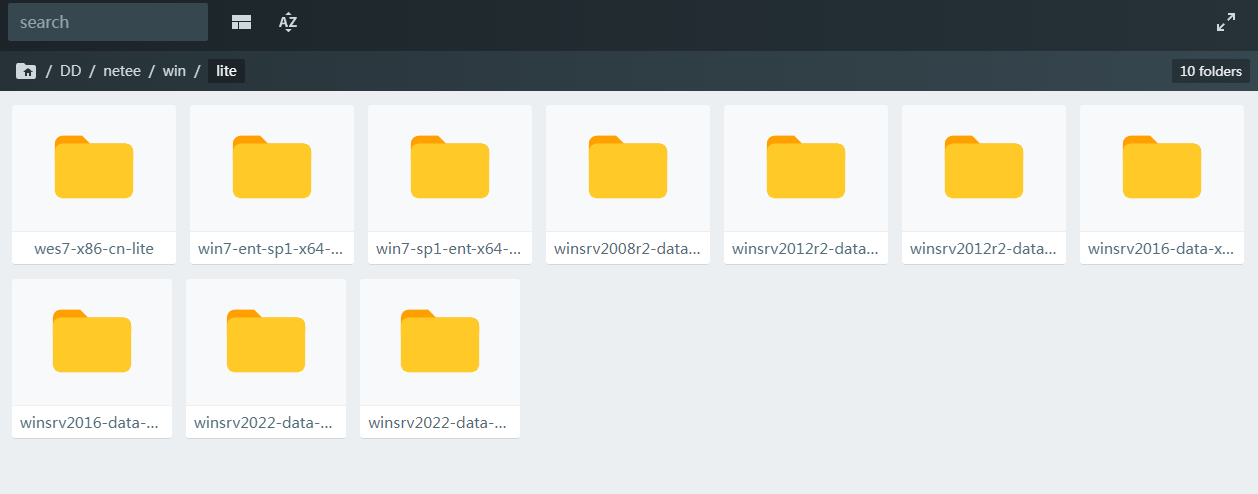 search
AZ
/ DD / netee / win / lite
10 folders
wes7-x86-cn-lite
win7-ent-sp1-x64-...
win7-sp1-ent-x64-...
winsrv2008r2-data...
winsrv2012r2-data...
winsrv2012r2-data...
winsrv2016-data-x...
winsrv2016-data-...
winsrv2022-data-...
winsrv2022-data-...